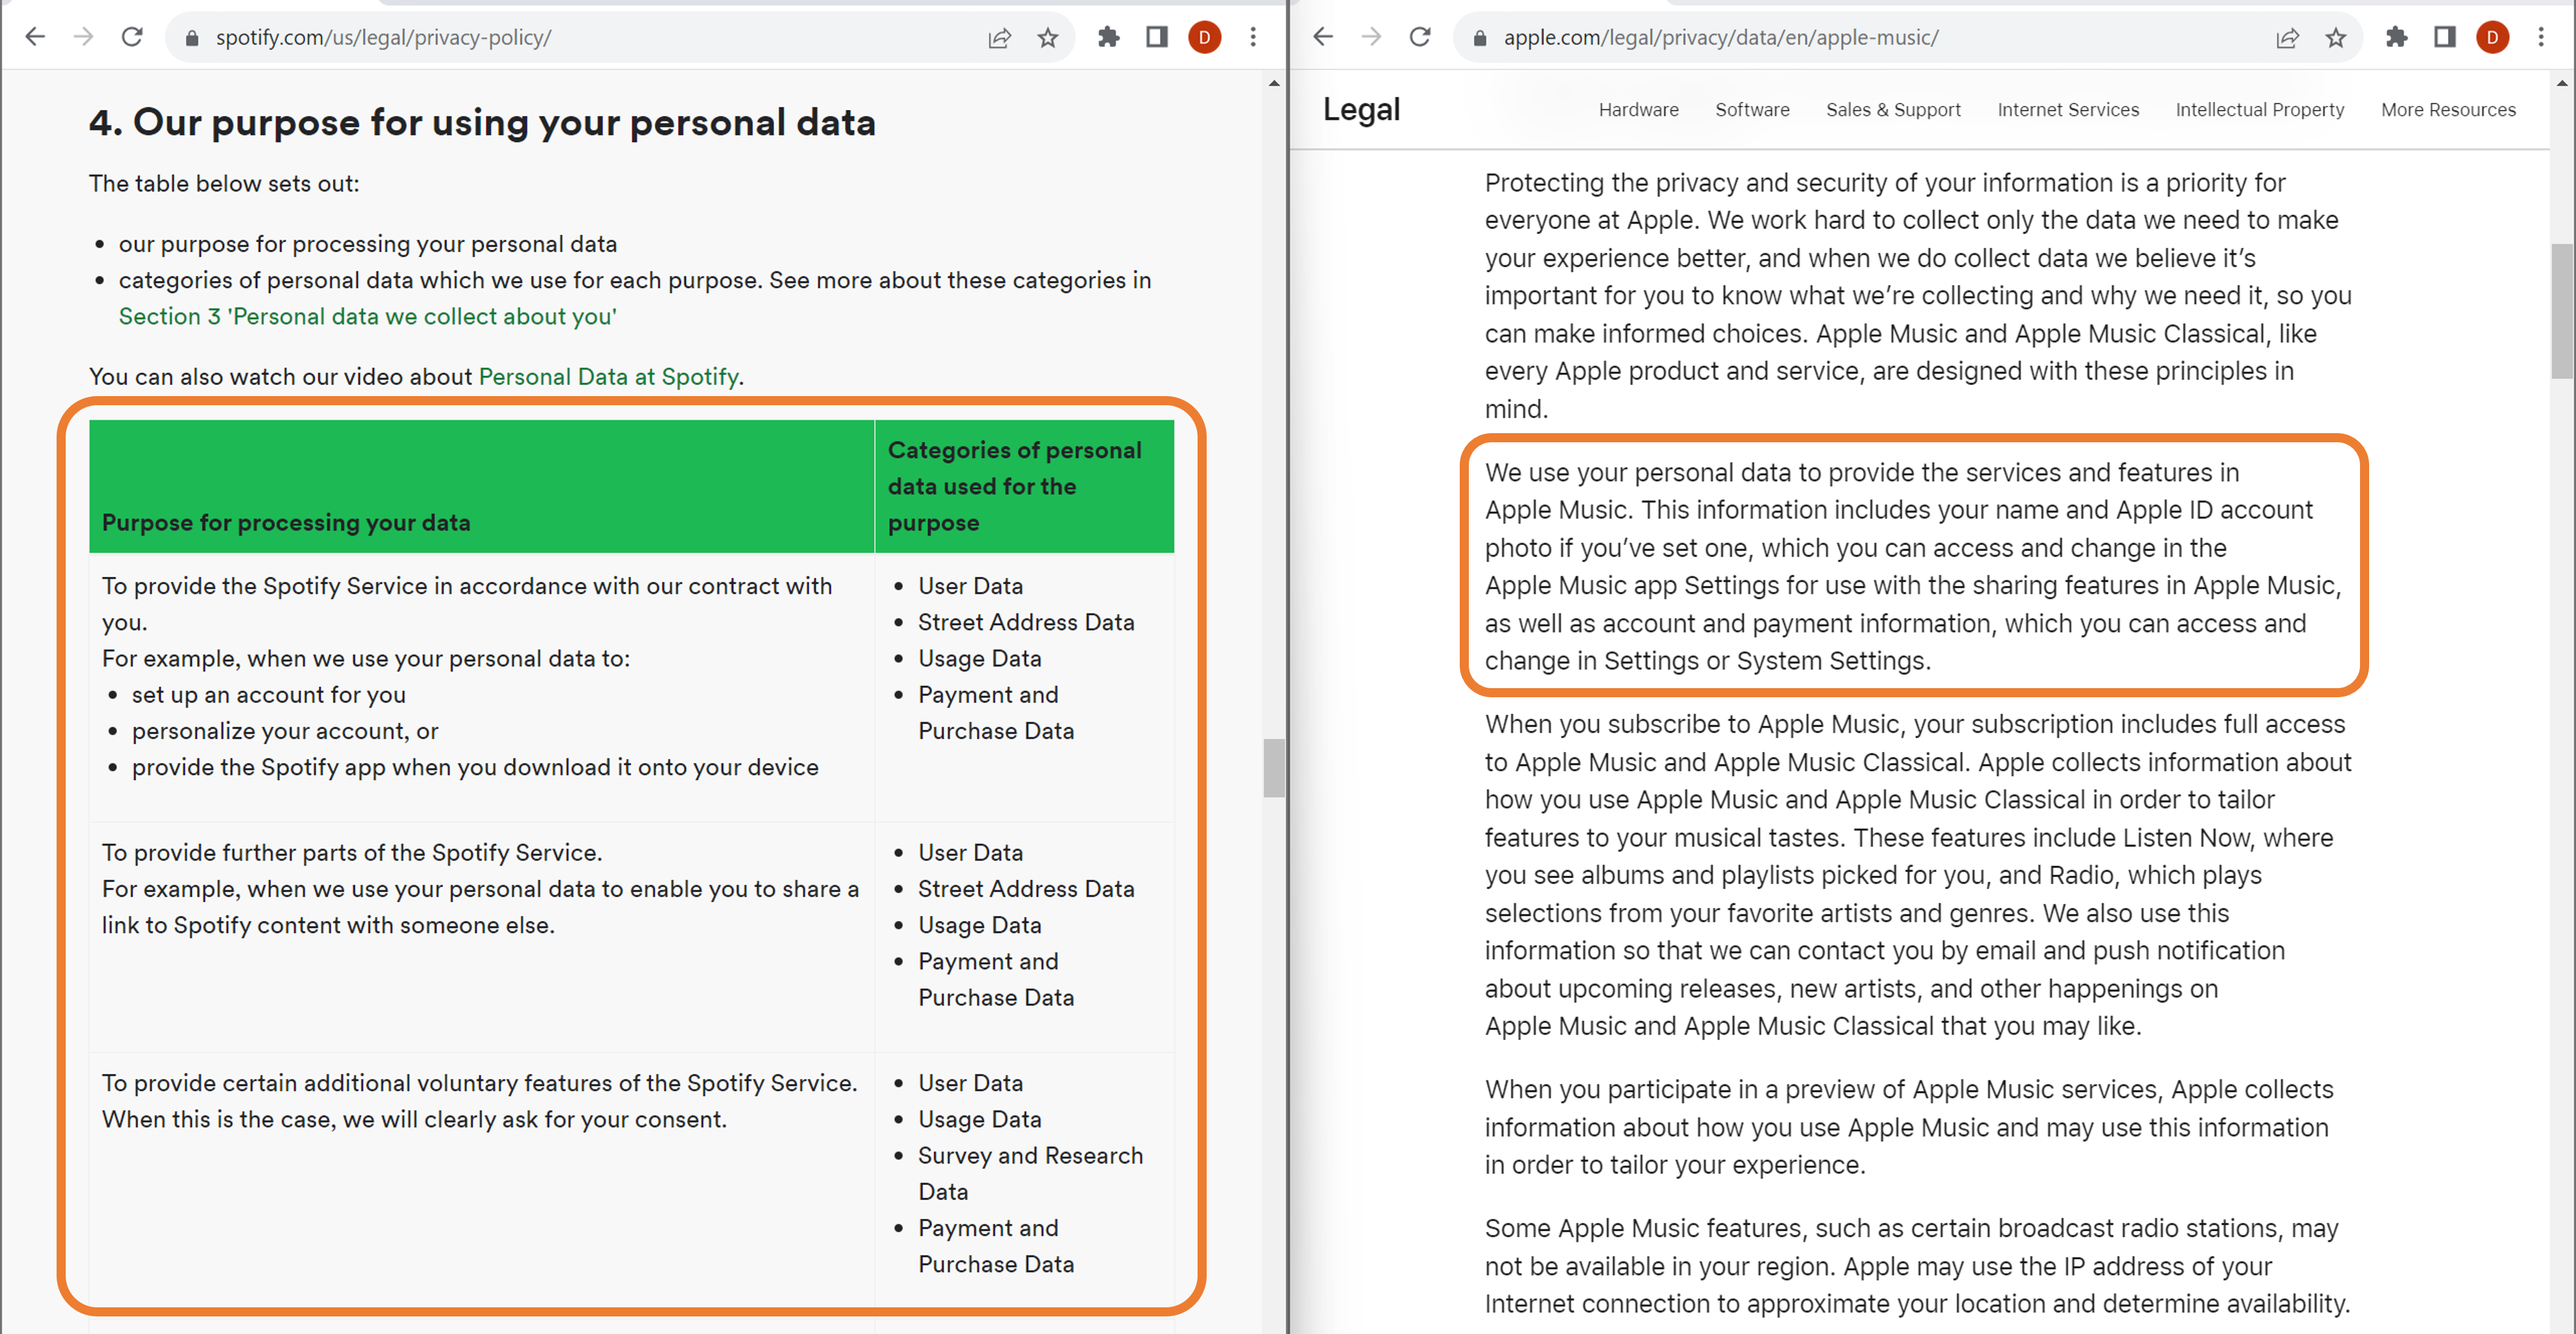 spotify.com/us/legal/privacy-policy/
D
4. Our purpose for using your personal data
The table below sets out:
• our purpose for processing your personal data
• categories of personal data which we use for each purpose. See more about these categories in
Section 3 'Personal data we collect about you'
You can also watch our video about Personal Data at Spotify.
Purpose for processing your data
Categories of personal
data used for the
purpose
To provide the Spotify Service in accordance with our contract with
you.
For example, when we use your personal data to:
• set up an account for you
• personalize your account, or
• provide the Spotify app when you download it onto your device
• User Data
• Street Address Data
• Usage Data
• Payment and
Purchase Data
To provide further parts of the Spotify Service.
For example, when we use your personal data to enable you to share a
link to Spotify content with someone else.
• User Data
• Street Address Data
• Usage Data
• Payment and
Purchase Data
To provide certain additional voluntary features of the Spotify Service.
When this is the case, we will clearly ask for your consent.
• User Data
• Usage Data
• Survey and Research
Data
• Payment and
Purchase Data
apple.com/legal/privacy/data/en/apple-music/
D
Legal
Hardware Software Sales & Support Internet Services Intellectual Property More Resources
Protecting the privacy and security of your information is a priority for
everyone at Apple. We work hard to collect only the data we need to make
your experience better, and when we do collect data we believe it's
important for you to know what we're collecting and why we need it, so you
can make informed choices. Apple Music and Apple Music Classical, like
every Apple product and service, are designed with these principles in
mind.
We use your personal data to provide the services and features in
Apple Music. This information includes your name and Apple ID account
photo if you've set one, which you can access and change in the
Apple Music app Settings for use with the sharing features in Apple Music,
as well as account and payment information, which you can access and
change in Settings or System Settings.
When you subscribe to Apple Music, your subscription includes full access
to Apple Music and Apple Music Classical. Apple collects information about
how you use Apple Music and Apple Music Classical in order to tailor
features to your musical tastes. These features include Listen Now, where
you see albums and playlists picked for you, and Radio, which plays
selections from your favorite artists and genres. We also use this
information so that we can contact you by email and push notification
about upcoming releases, new artists, and other happenings on
Apple Music and Apple Music Classical that you may like.
When you participate in a preview of Apple Music services, Apple collects
information about how you use Apple Music and may use this information
in order to tailor your experience.
Some Apple Music features, such as certain broadcast radio stations, may
not be available in your region. Apple may use the IP address of your
Internet connection to approximate your location and determine availability.